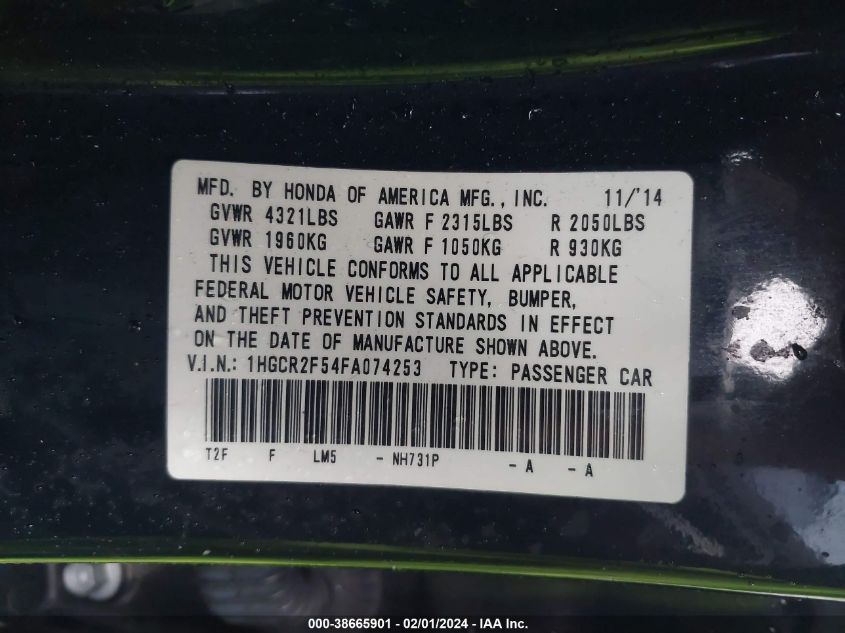 MFD. BY HONDA OF AMERICA MFG., INC. 11/'14
GVWR 4321LBS GAWR F 2315LBS R 2050LBS
GVWR 1960KG GAWR F 1050KG R 930KG
THIS VEHICLE CONFORMS TO ALL APPLICABLE
FEDERAL MOTOR VEHICLE SAFETY, BUMPER,
AND THEFT PREVENTION STANDARDS IN EFFECT
ON THE DATE OF MANUFACTURE SHOWN ABOVE.
V.I.N.: 1HGCR2F54FA074253 TYPE: PASSENGER CAR
T2F F LM5 - NH731P - A - A
000-38665901 - 02/01/2024 - IAA Inc.